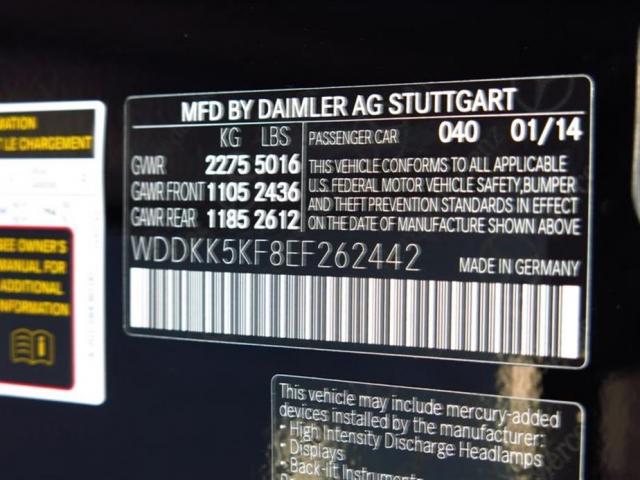 MATION
T LE CHARGEMENT
SEE OWNER'S
MANUAL FOR
ADDITIONAL
INFORMATION
MFD BY DAIMLER AG STUTTGART
KG LBS
GVWR 2275 5016
GAWR FRONT 1105 2436
GAWR REAR 1185 2612
PASSENGER CAR 040 01/14
THIS VEHICLE CONFORMS TO ALL APPLICABLE
U.S. FEDERAL MOTOR VEHICLE SAFETY, BUMPER
AND THEFT PREVENTION STANDARDS IN EFFECT
ON THE DATE OF MANUFACTURE SHOWN ABOVE
WDDKK5KF8EF262442
MADE IN GERMANY
This vehicle may include mercury-added
devices installed by the manufacturer:
· High Intensity Discharge Headlamps
· Displays
· Back-lit Instrument